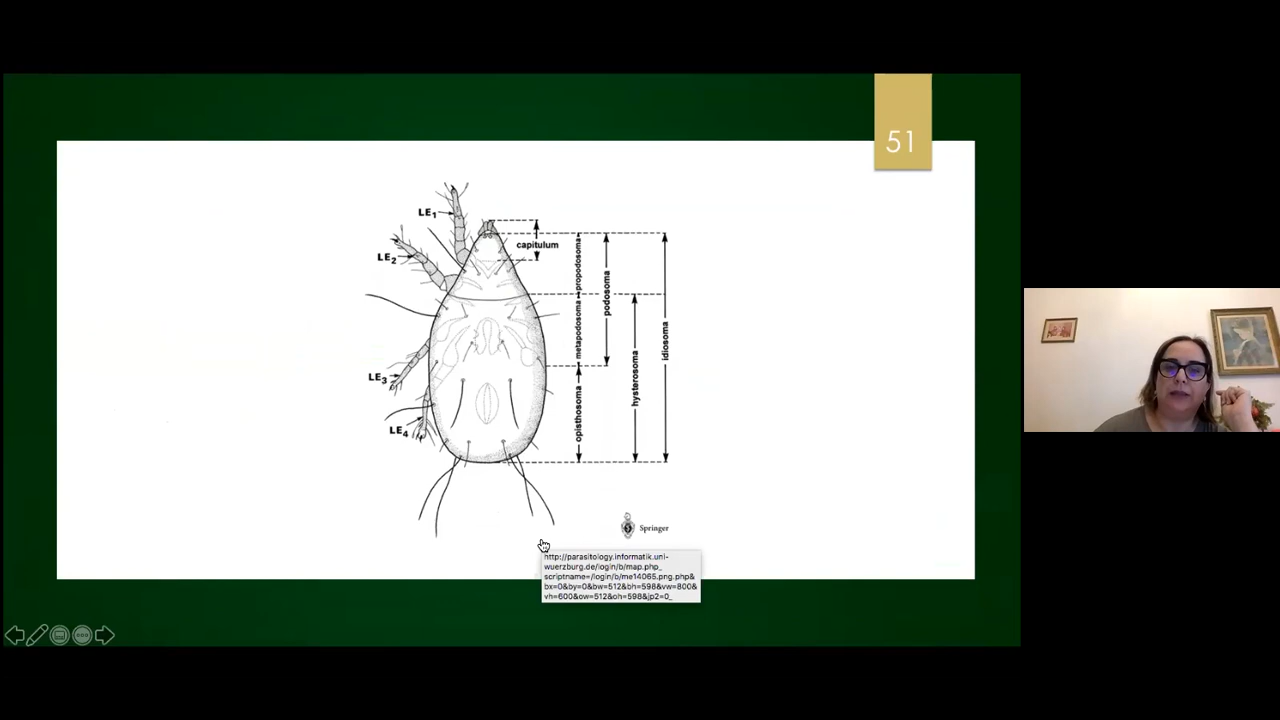 51
LE1
capitulum
LE2
propodosoma
podosoma
metapodosoma
idiosoma
hysterosoma
LE3
opisthosoma
LE4
Springer
http://parasitology.informatik.uni-
wuerzburg.de/login/b/map.php_
scriptname=/login/b/me14065.png.php&
bx=0&by=0&bw=512&bh=598&vw=800&
vh=600&ow=512&oh=598&jp2=0_